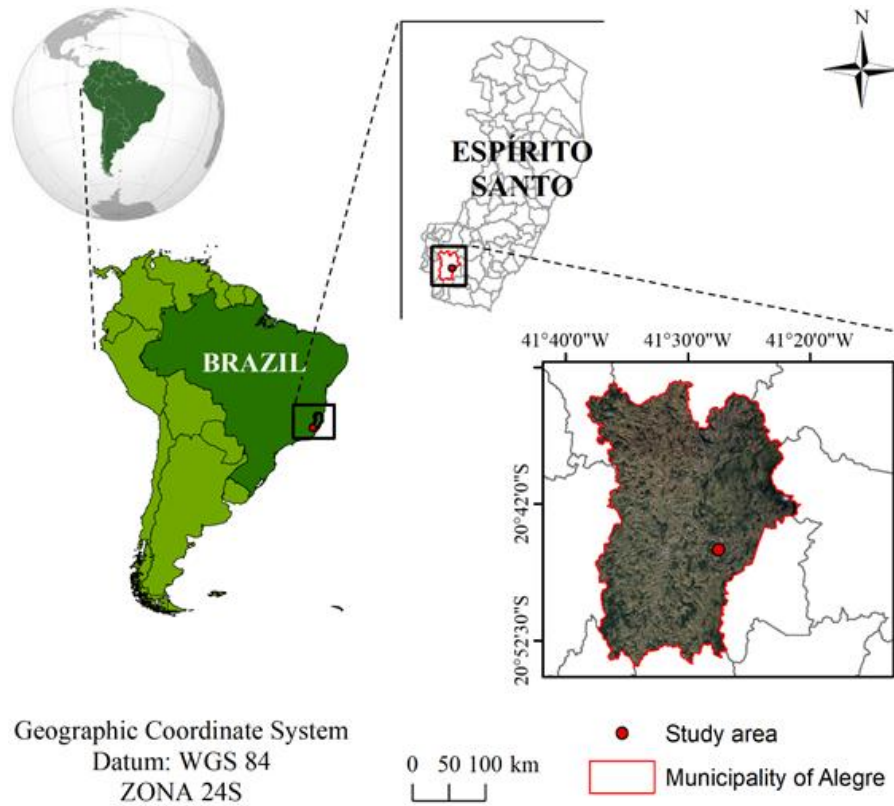 N
ESPÍRITO
SANTO
BRAZIL
41°40'0"W 41°30'0"W 41°20'0"W
20°42'0"S
20°52'30"S
Geographic Coordinate System
Datum: WGS 84
ZONA 24S
0 50 100 km
Study area
Municipality of Alegre